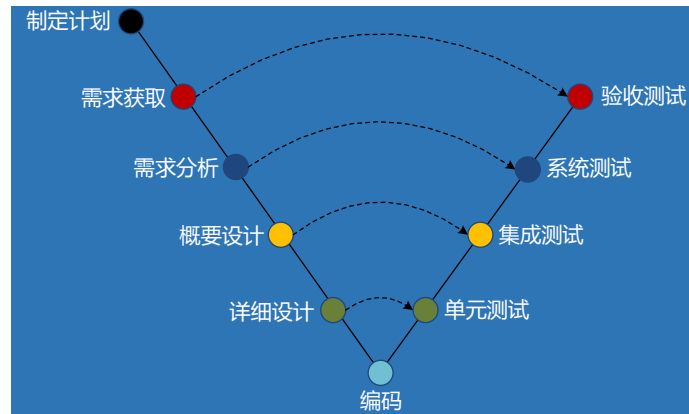 制定计划
需求获取
验收测试
需求分析
系统测试
概要设计
集成测试
详细设计
单元测试
编码